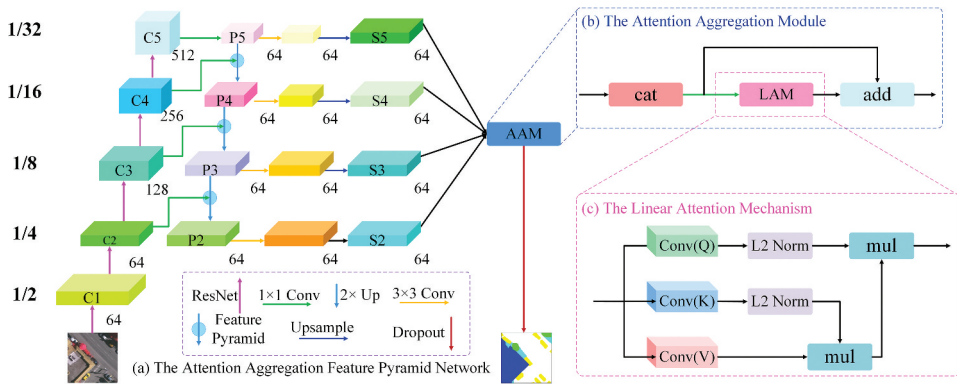 1/32
C5
512
P5
64
64
S5
64
1/16
C4
256
P4
64
64
S4
64
1/8
C3
128
P3
64
64
S3
64
1/4
C2
64
P2
64
64
S2
64
1/2
C1
64
AAM
ResNet
1×1 Conv
2× Up
3×3 Conv
Feature
Pyramid
Upsample
Dropout
(a) The Attention Aggregation Feature Pyramid Network
(b) The Attention Aggregation Module
cat
LAM
add
(c) The Linear Attention Mechanism
Conv(Q)
L2 Norm
mul
Conv(K)
L2 Norm
Conv(V)
mul